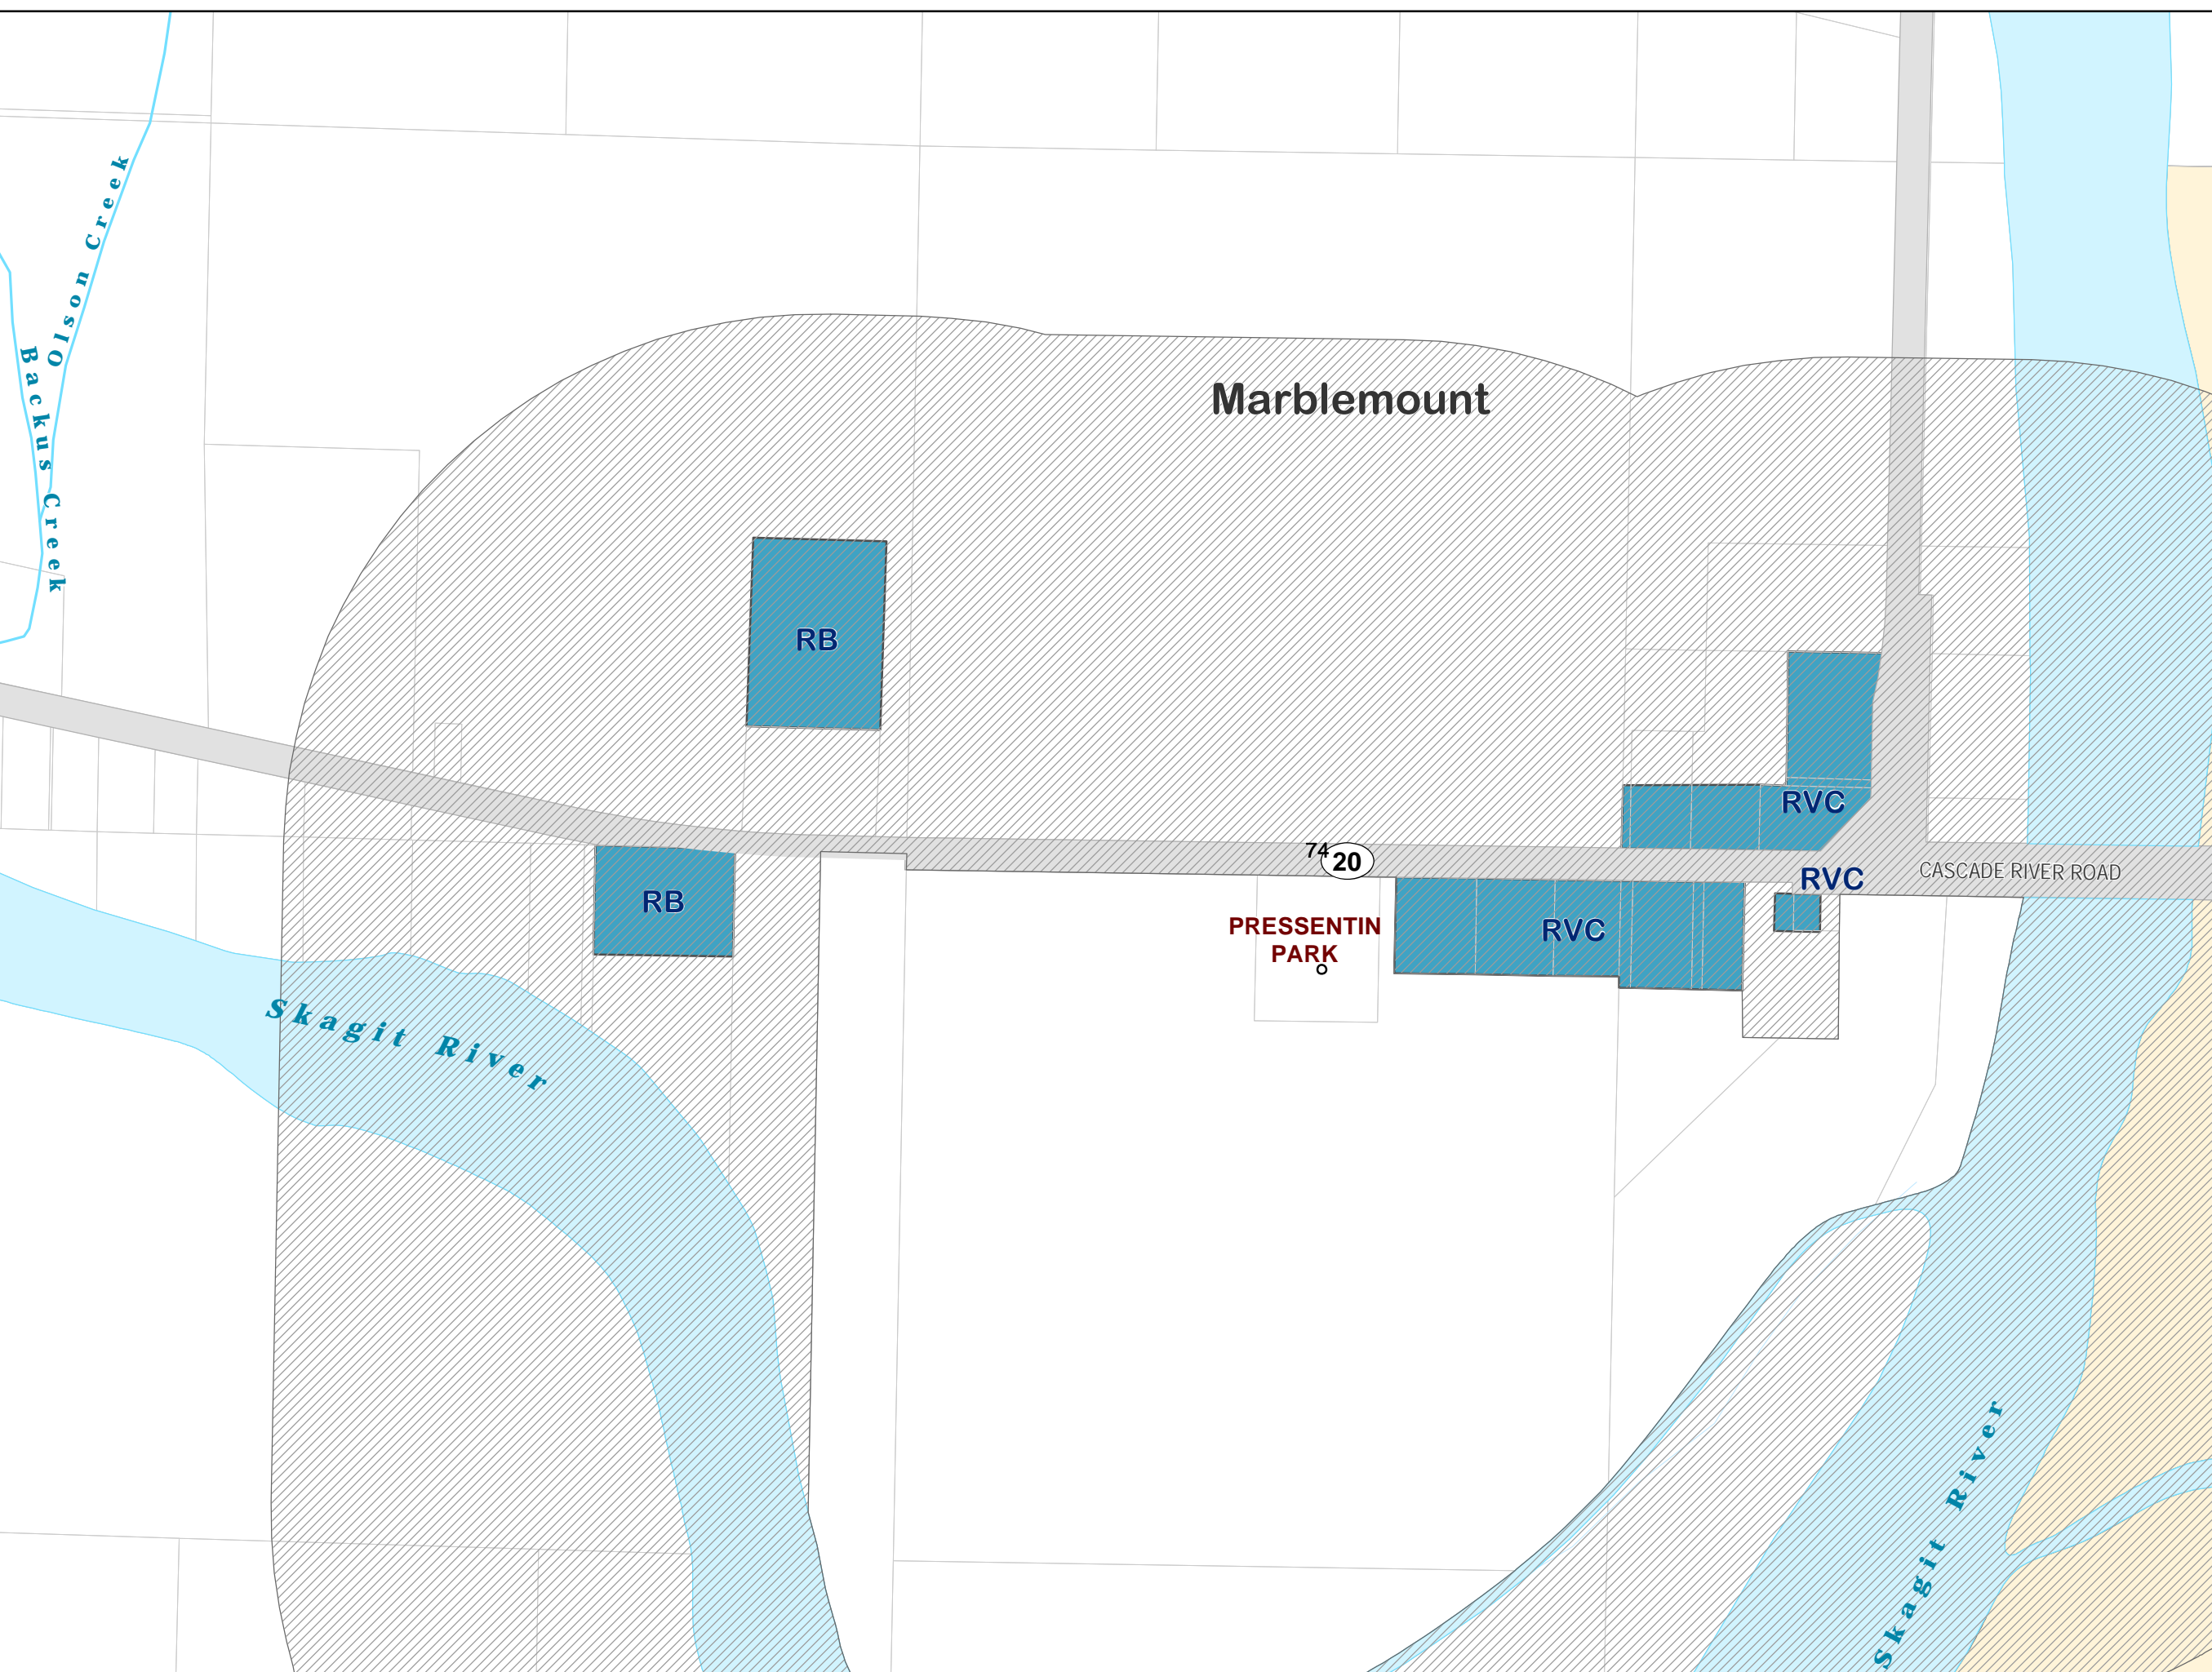 Olson Creek
Backus Creek
Marblemount
RB
RVC
74
20
CASCADE RIVER ROAD
RVC
RB
PRESSENTIN
PARK
RVC
Skagit River
Skagit River